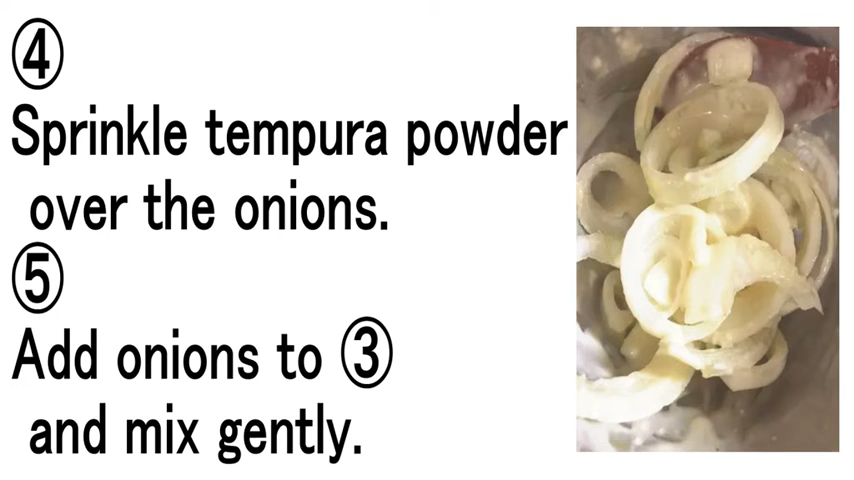 ④
Sprinkle tempura powder
over the onions.
⑤
Add onions to ③
and mix gently.